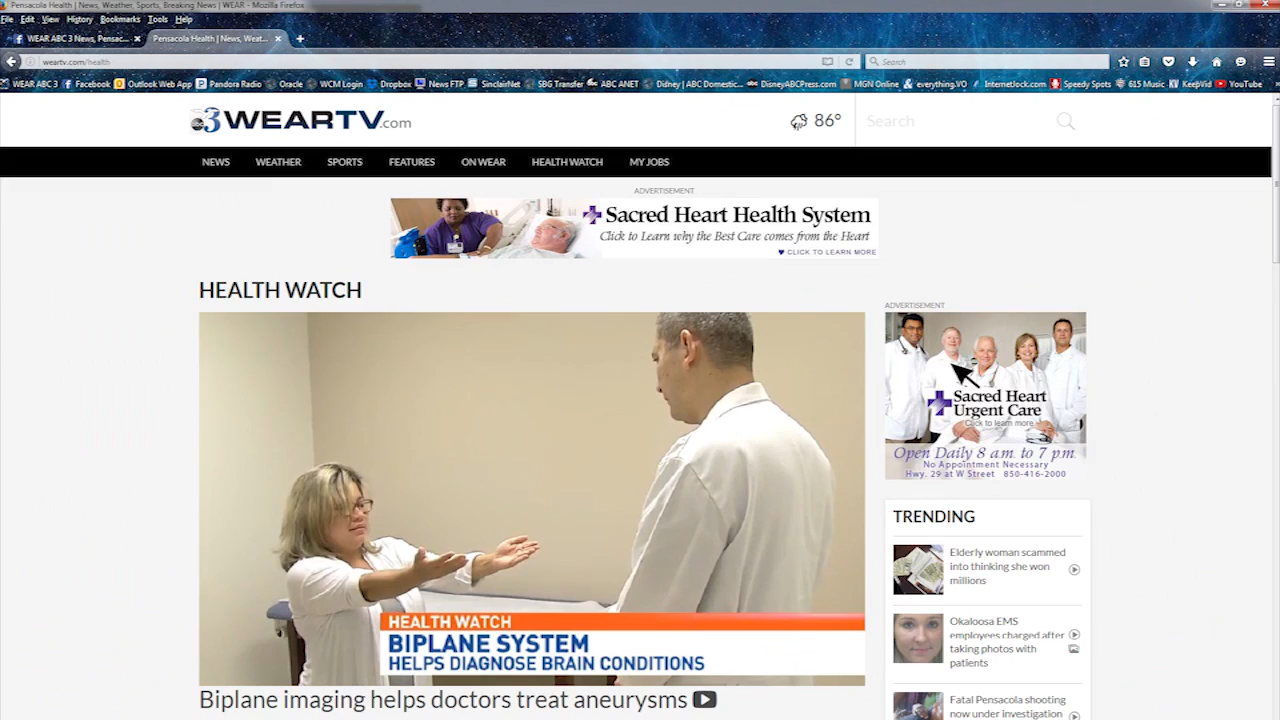 Pensacola Health | News, Weather, Sports, Breaking News | WEAR - Mozilla Firefox
File Edit View History Bookmarks Tools Help
WEAR ABC 3 News, Pensac...
Pensacola Health | News, Weat...
weartv.com/health
Search
WEAR ABC 3 Facebook Outlook Web App Pandora Radio Oracle WCM Login Dropbox News FTP SinclairNet SBG Transfer ABC ANET Disney | ABC Domestic... DisneyABCPress.com MGN Online everything.VO InternetJock.com Speedy Spots 615 Music KeepVid YouTube
3 WEARTV.com
86°
Search
NEWS WEATHER SPORTS FEATURES ON WEAR HEALTH WATCH MY JOBS
ADVERTISEMENT
Sacred Heart Health System
Click to Learn why the Best Care comes from the Heart
CLICK TO LEARN MORE
HEALTH WATCH
HEALTH WATCH
BIPLANE SYSTEM
HELPS DIAGNOSE BRAIN CONDITIONS
Biplane imaging helps doctors treat aneurysms
ADVERTISEMENT
Sacred Heart
Urgent Care
Click to learn more
Open Daily 8 a.m. to 7 p.m.
No Appointment Necessary
Hwy. 29 at W Street 850-416-2000
TRENDING
Elderly woman scammed
into thinking she won
millions
Okaloosa EMS
employees charged after
taking photos with
patients
Fatal Pensacola shooting
now under investigation